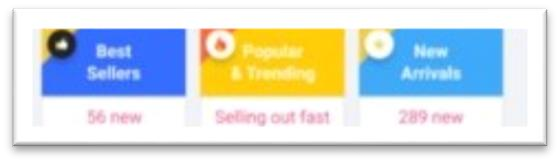 Best
Sellers
56 new
Popular
& Trending
Selling out fast
New
Arrivals
289 new